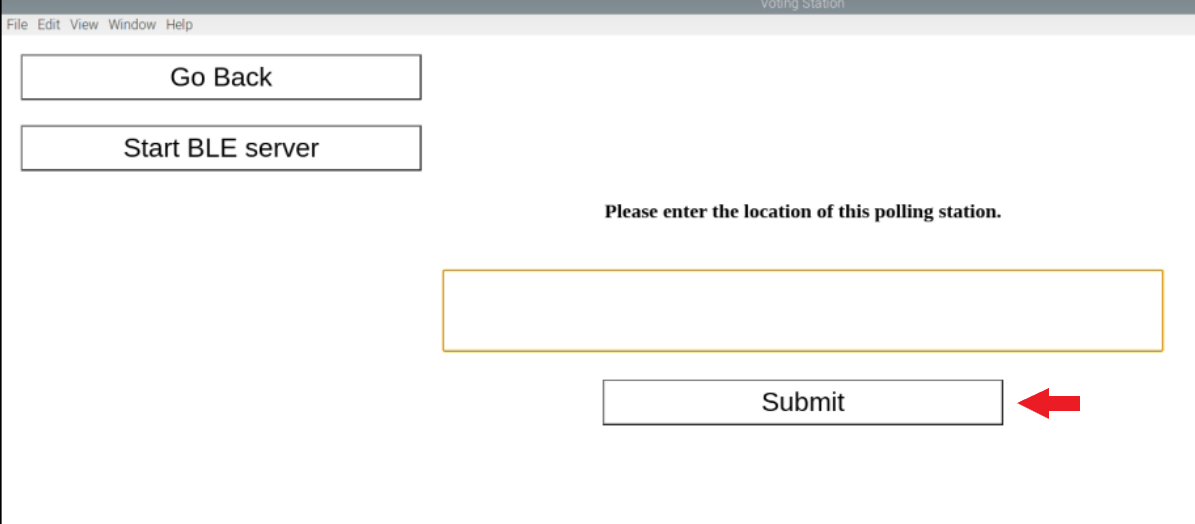 Voting Station
File Edit View Window Help
Go Back
Start BLE server
Please enter the location of this polling station.
Submit